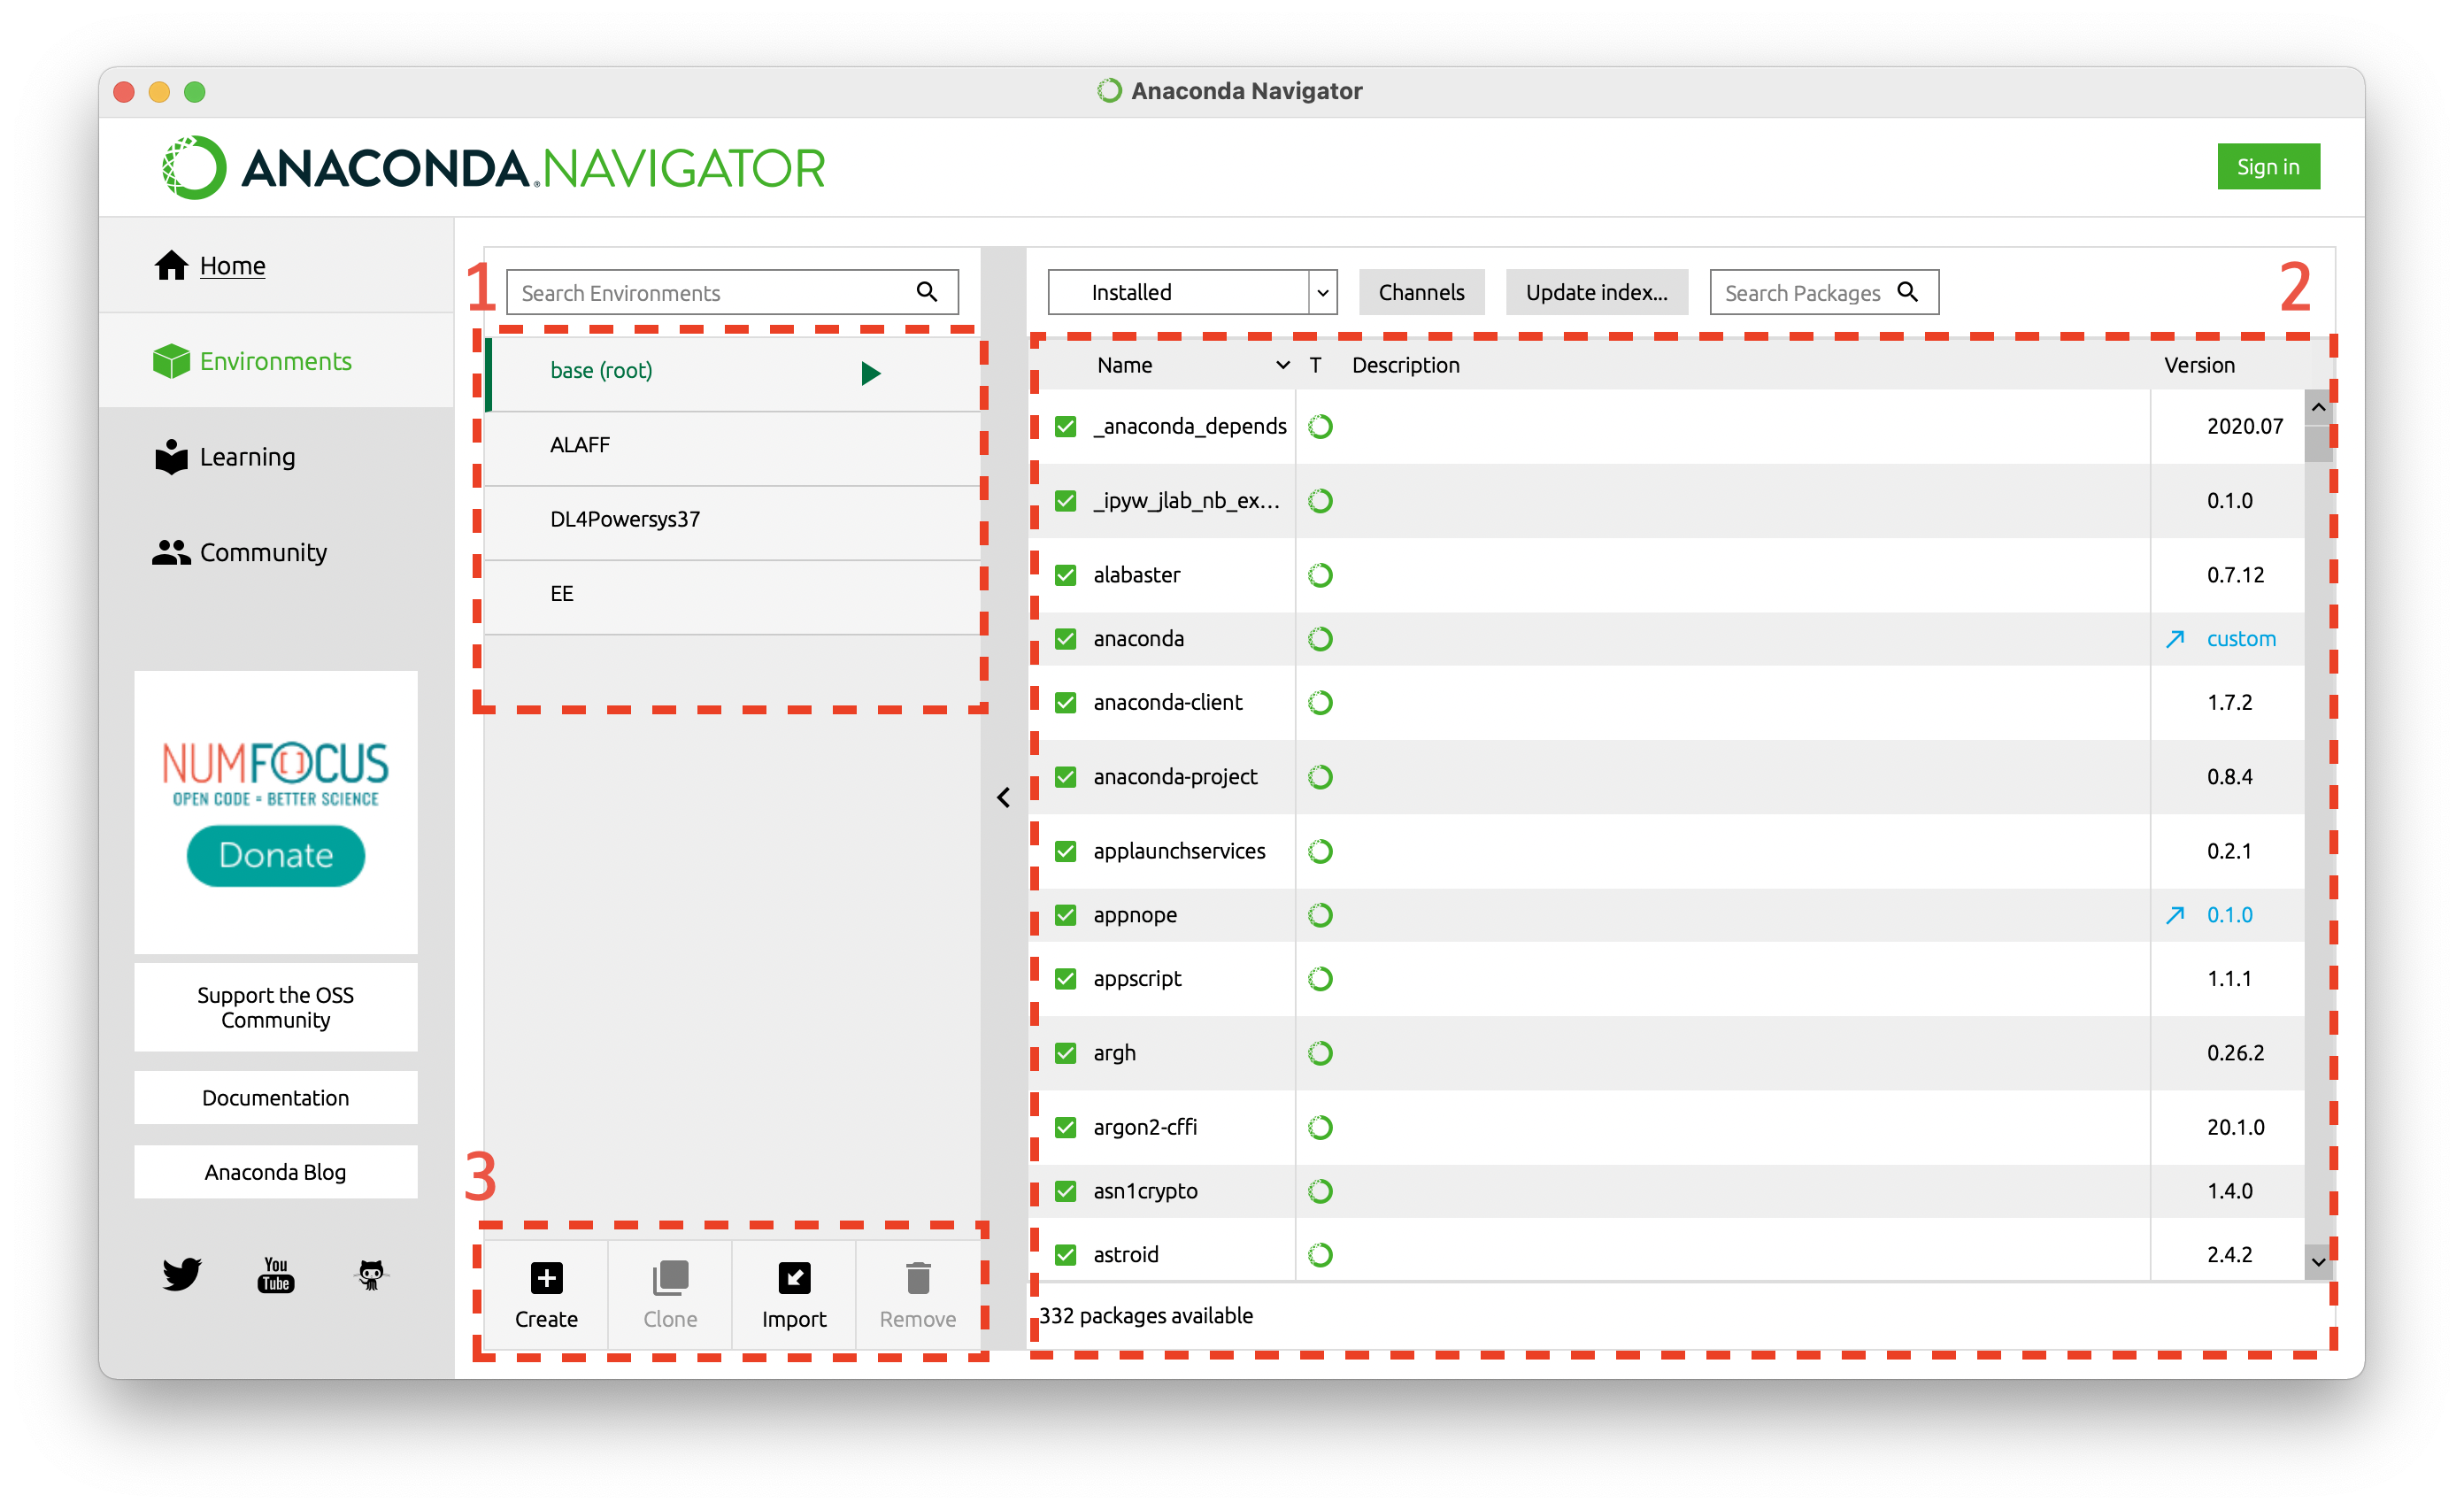 Anaconda Navigator
ANACONDA.NAVIGATOR
Sign in
Home
Environments
Learning
Community
NUMFOCUS
OPEN CODE = BETTER SCIENCE
Donate
Support the OSS
Community
Documentation
Anaconda Blog
You
Tube
1
Search Environments
base (root)
ALAFF
DL4Powersys37
EE
3
Create Clone Import Remove
Installed Channels Update index... Search Packages 2
Name T Description Version
_anaconda_depends 2020.07
_ipyw_jlab_nb_ex... 0.1.0
alabaster 0.7.12
anaconda custom
anaconda-client 1.7.2
anaconda-project 0.8.4
applaunchservices 0.2.1
appnope 0.1.0
appscript 1.1.1
argh 0.26.2
argon2-cffi 20.1.0
asn1crypto 1.4.0
astroid 2.4.2
332 packages available